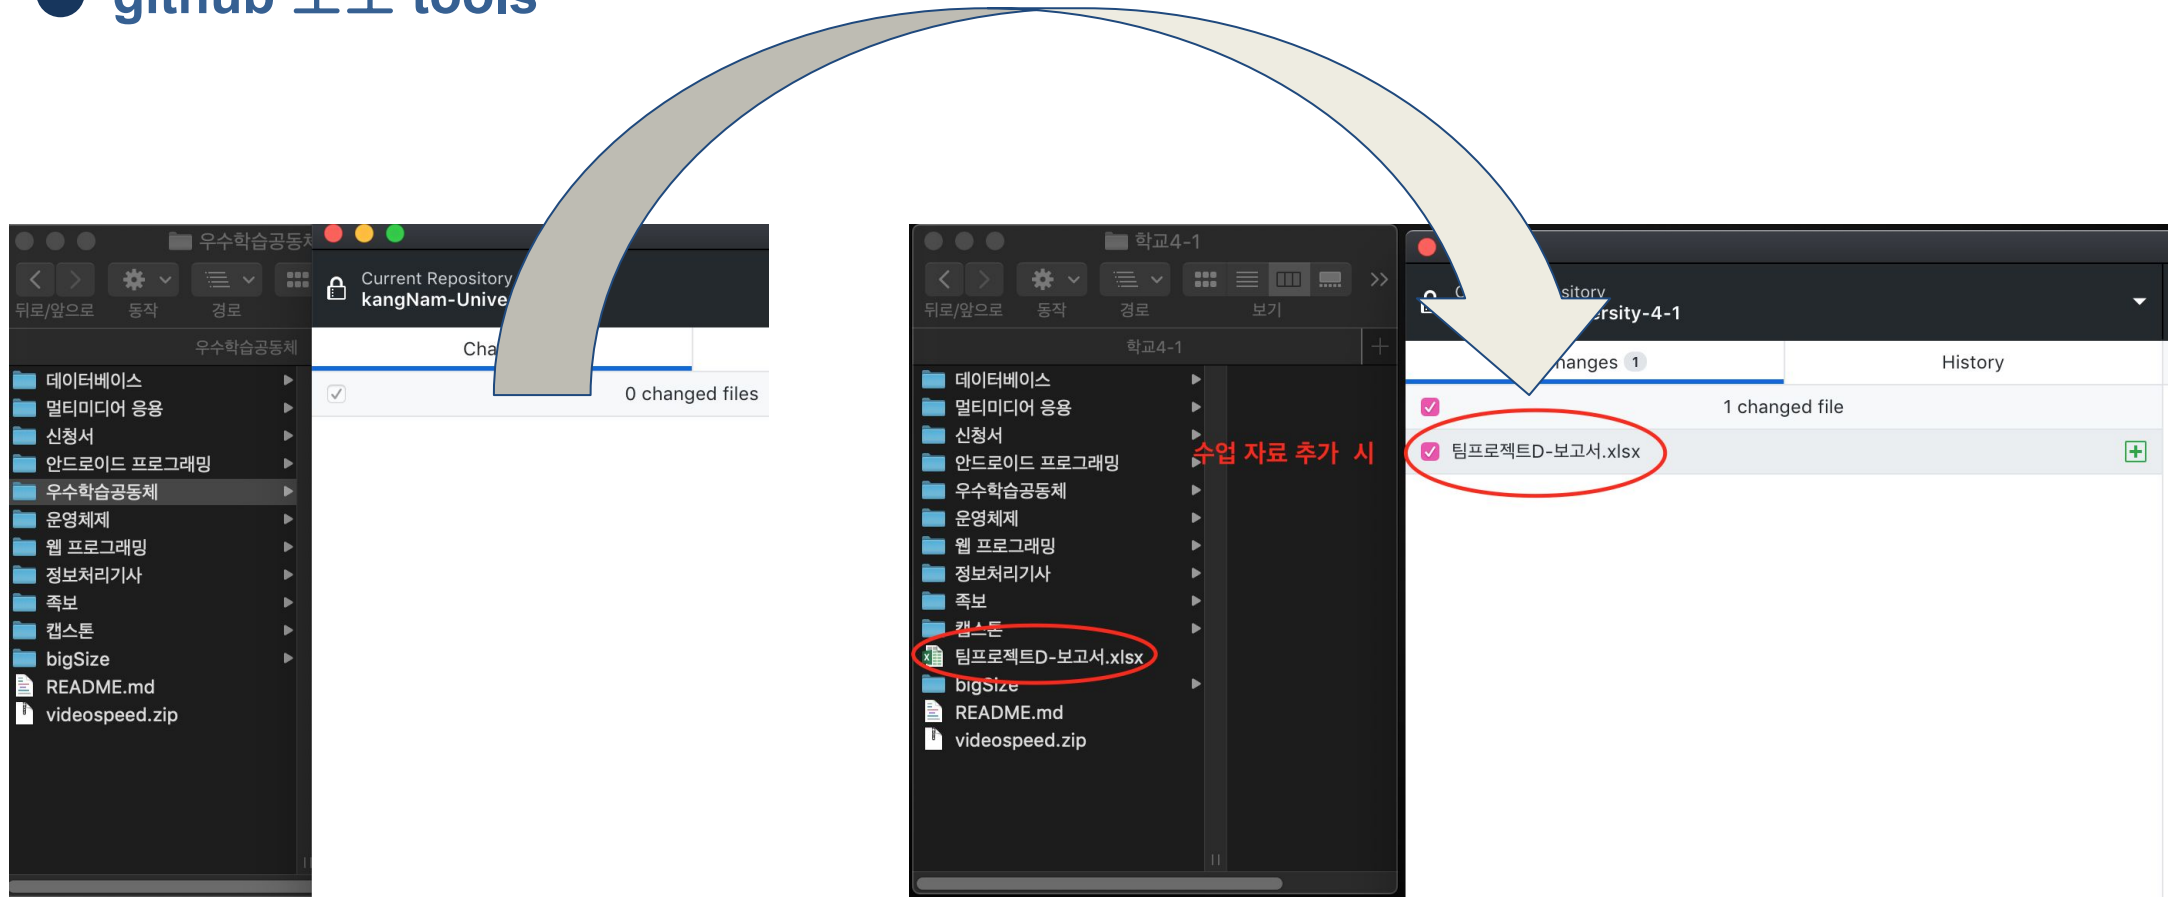 github tools
우수학습공동체
뒤로/앞으로 동작 경로
우수학습공동체
데이터베이스
멀티미디어 응용
신청서
안드로이드 프로그래밍
우수학습공동체
운영체제
웹 프로그래밍
정보처리기사
족보
캡스톤
bigSize
README.md
videospeed.zip
Current Repository
kangNam-Unive
Cha
0 changed files
학교4-1
뒤로/앞으로 동작 경로 보기
학교4-1
데이터베이스
멀티미디어 응용
신청서
안드로이드 프로그래밍
우수학습공동체
운영체제
웹 프로그래밍
정보처리기사
족보
캡스톤
팀프로젝트D-보고서.xlsx
bigSize
README.md
videospeed.zip
수업 자료 추가 시
sitory
ersity-4-1
hanges 1 History
1 changed file
팀프로젝트D-보고서.xlsx